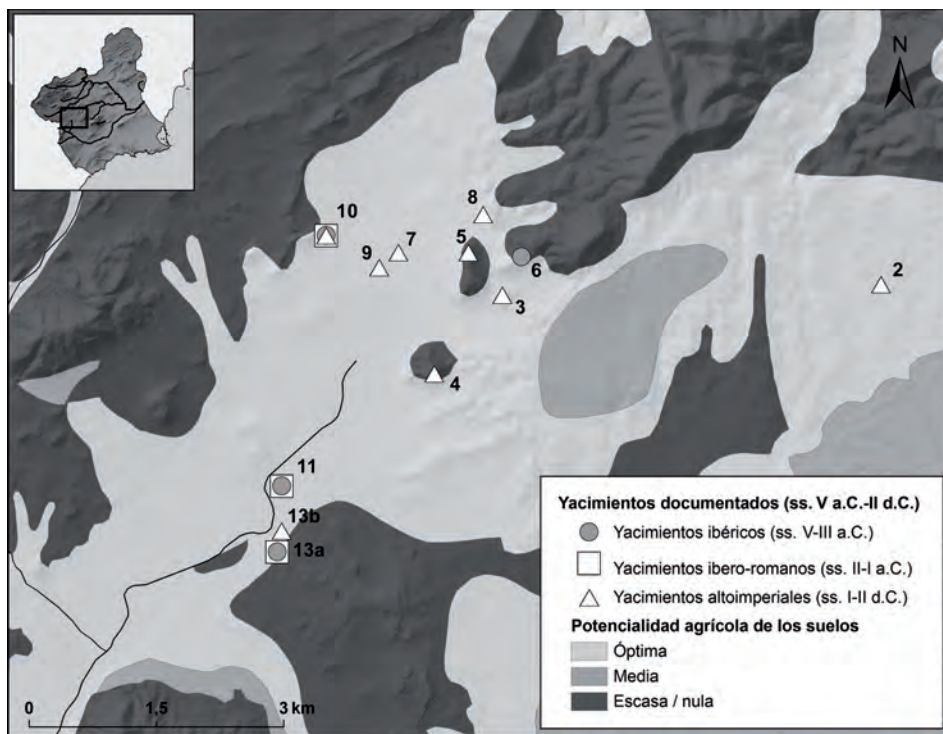 N
10
8
7
5
9
6
2
3
4
11
13b
13a
Yacimientos documentados (ss. V a.C.-II d.C.)
Yacimientos ibéricos (ss. V-III a.C.)
Yacimientos ibero-romanos (ss. II-I a.C.)
Yacimientos altoimperiales (ss. I-II d.C.)
Potencialidad agrícola de los suelos
Óptima
Media
Escasa / nula
0 1,5 3 km